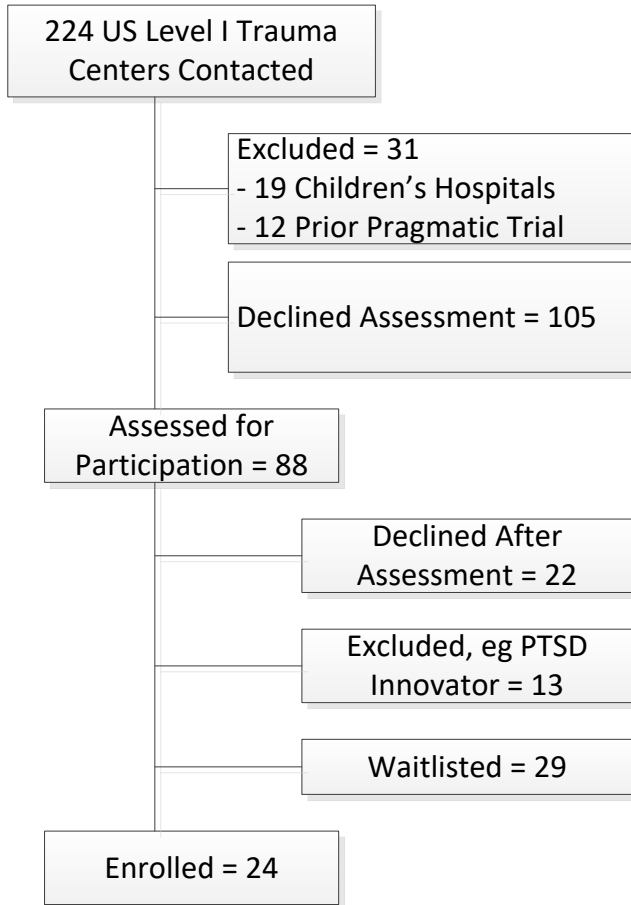 224 US Level I Trauma
Centers Contacted
Excluded = 31
- 19 Children’s Hospitals
- 12 Prior Pragmatic Trial
Declined Assessment = 105
Assessed for
Participation = 88
Declined After
Assessment = 22
Excluded, eg PTSD
Innovator = 13
Waitlisted = 29
Enrolled = 24